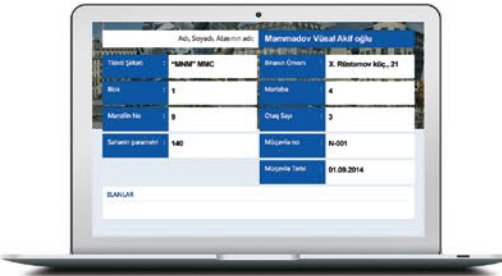 Adı, Soyadı, Atasının adı: Məmmədov Vüsal Akif oğlu
Tikinti Şirkəti : "MNM" MMC Binanın Ünvanı : X. Rüstəmov küç., 21
Blok : 1 Mərtəbə : 4
Mənzilin No : 9 Otaq Sayı : 3
Sahənin parametri : 140 Müqavilə no : N-001
Müqavilə Tarixi : 01.09.2014
ELANLAR